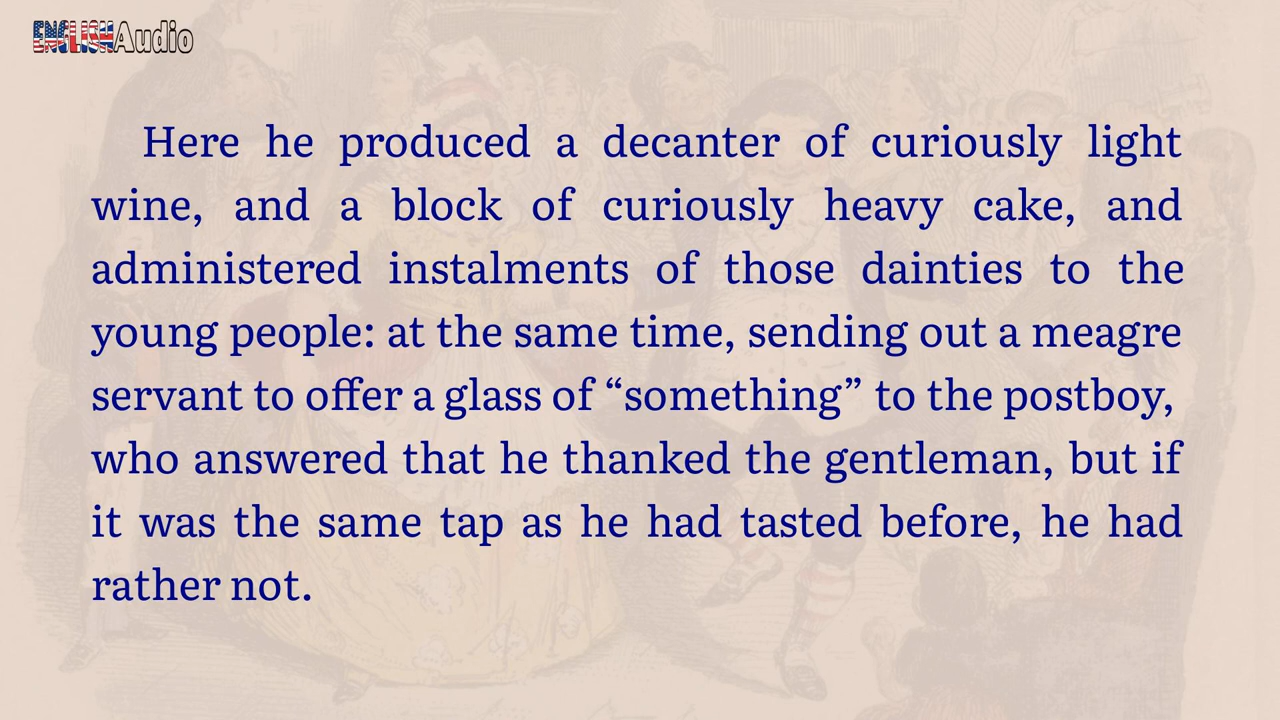 ENGLISHAudio
Here he produced a decanter of curiously light
wine, and a block of curiously heavy cake, and
administered instalments of those dainties to the
young people: at the same time, sending out a meagre
servant to offer a glass of “something” to the postboy,
who answered that he thanked the gentleman, but if
it was the same tap as he had tasted before, he had
rather not.